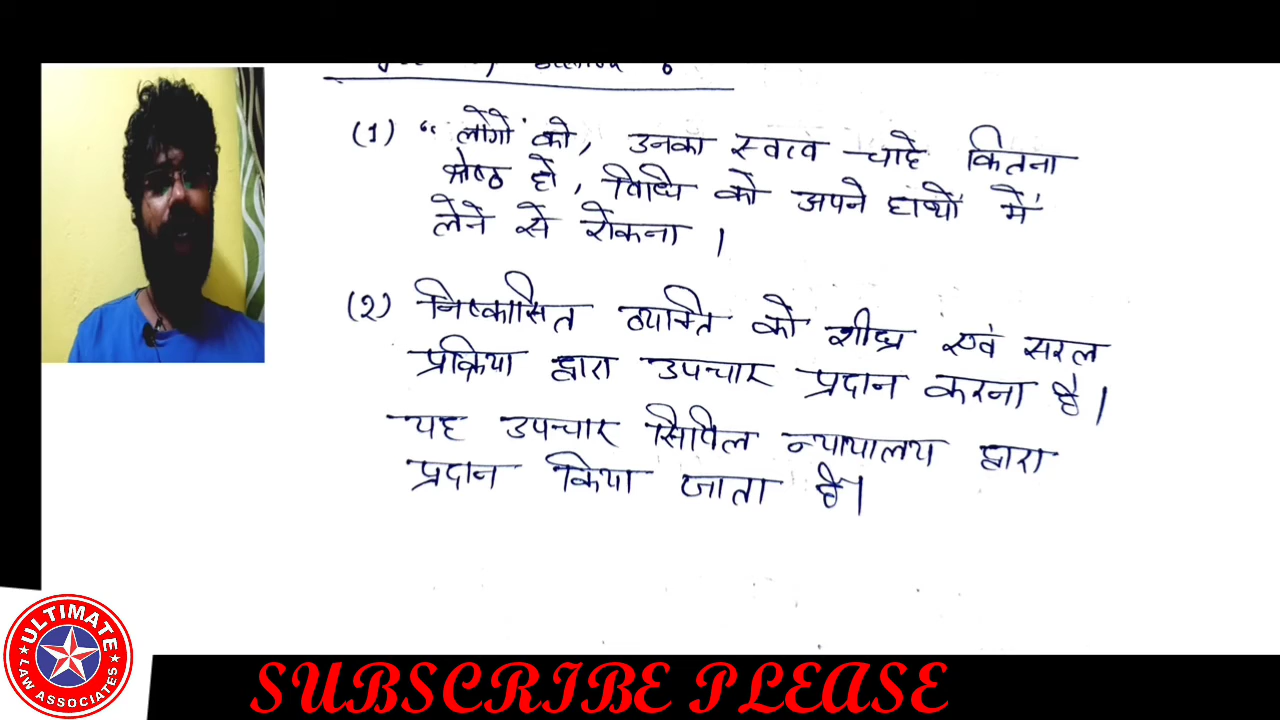 (1) “ लोगों को, उनका स्वत्व चाहे कितना
श्रेष्ठ हो, विधि को अपने हाथों में
लेने से रोकना ।
(२) निष्कासित व्यक्ति को शीघ्र एवं सरल
प्रक्रिया द्वारा उपचार प्रदान करना है।
यह उपचार सिविल न्यायालय द्वारा
प्रदान किया जाता है।
ULTIMATE
LAW ASSOCIATES
SUBSCRIBE PLEASE